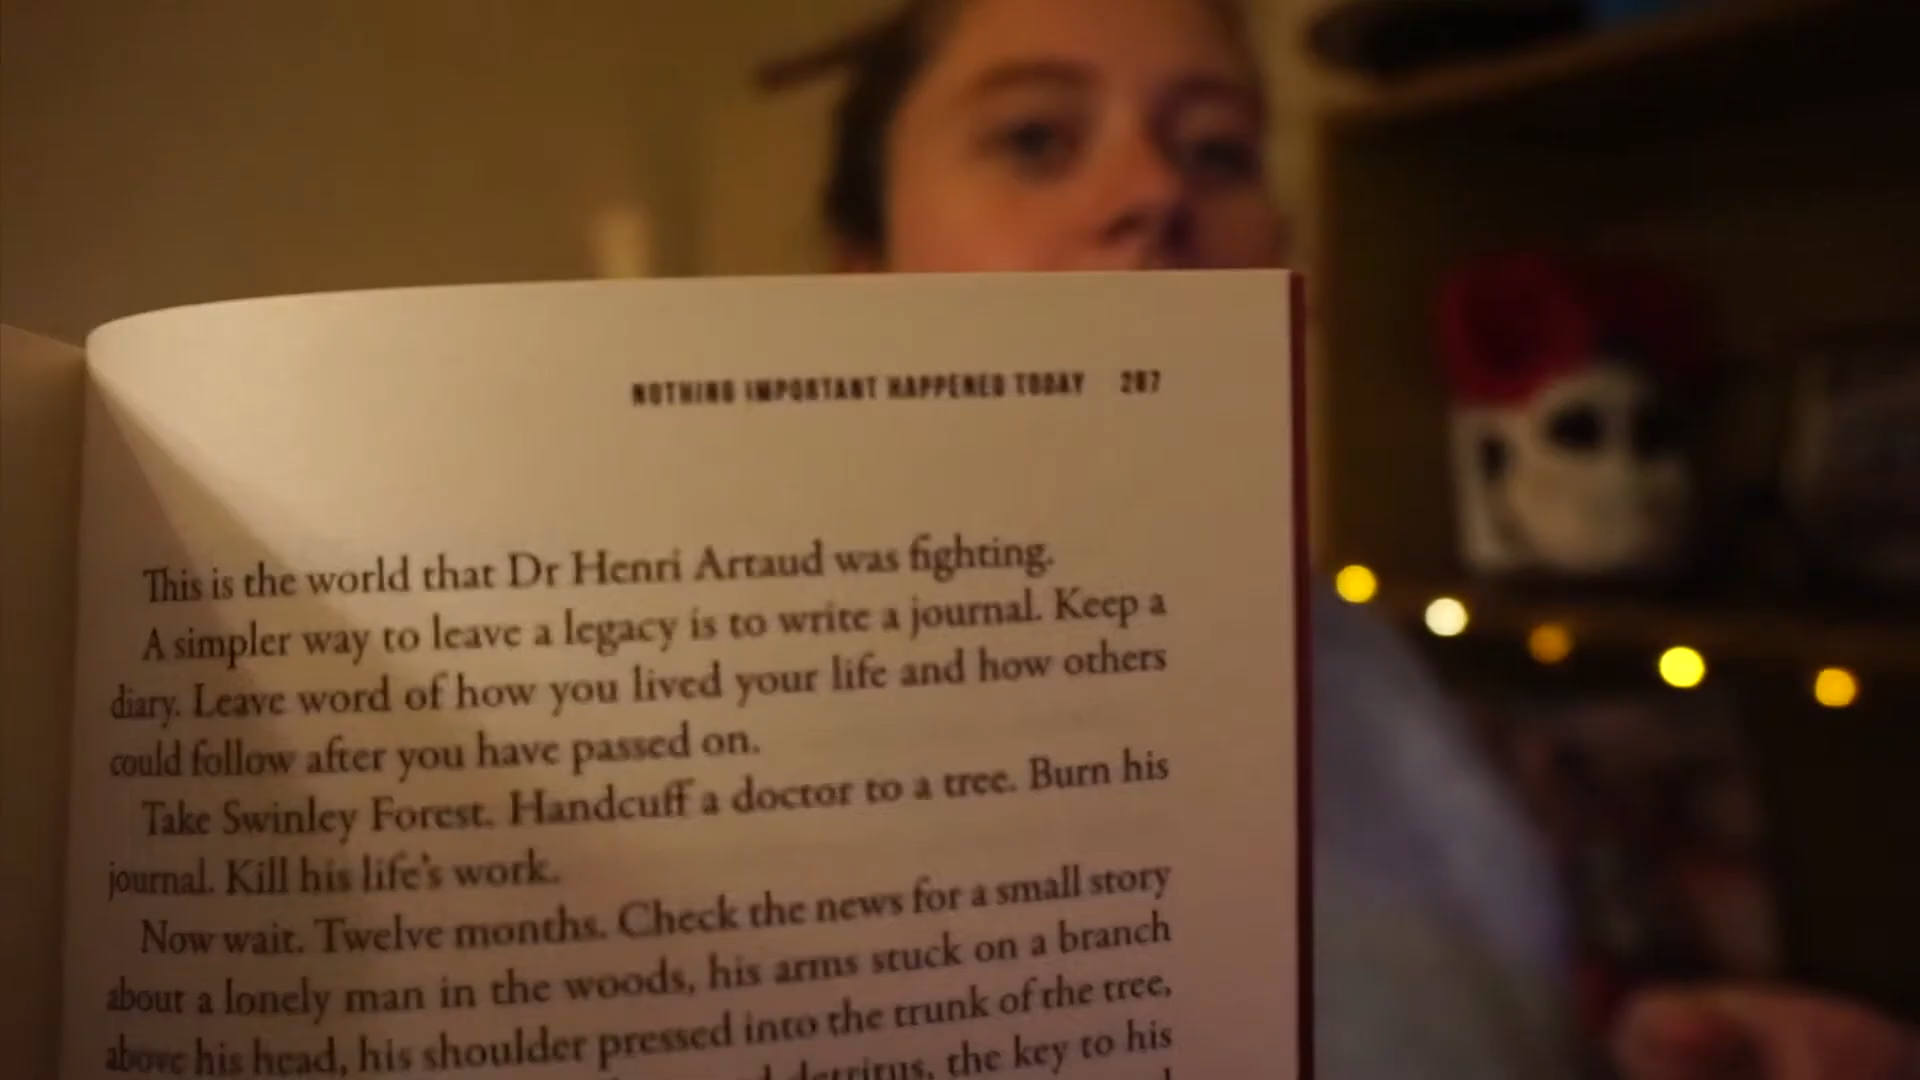 NOTHING IMPORTANT HAPPENED TODAY 287
This is the world that Dr Henri Artaud was fighting.
A simpler way to leave a legacy is to write a journal. Keep a
diary. Leave word of how you lived your life and how others
could follow after you have passed on.
Take Swinley Forest. Handcuff a doctor to a tree. Burn his
journal. Kill his life's work.
Now wait. Twelve months. Check the news for a small story
about a lonely man in the woods, his arms stuck on a branch
above his head, his shoulder pressed into the trunk of the tree,
detritus, the key to his